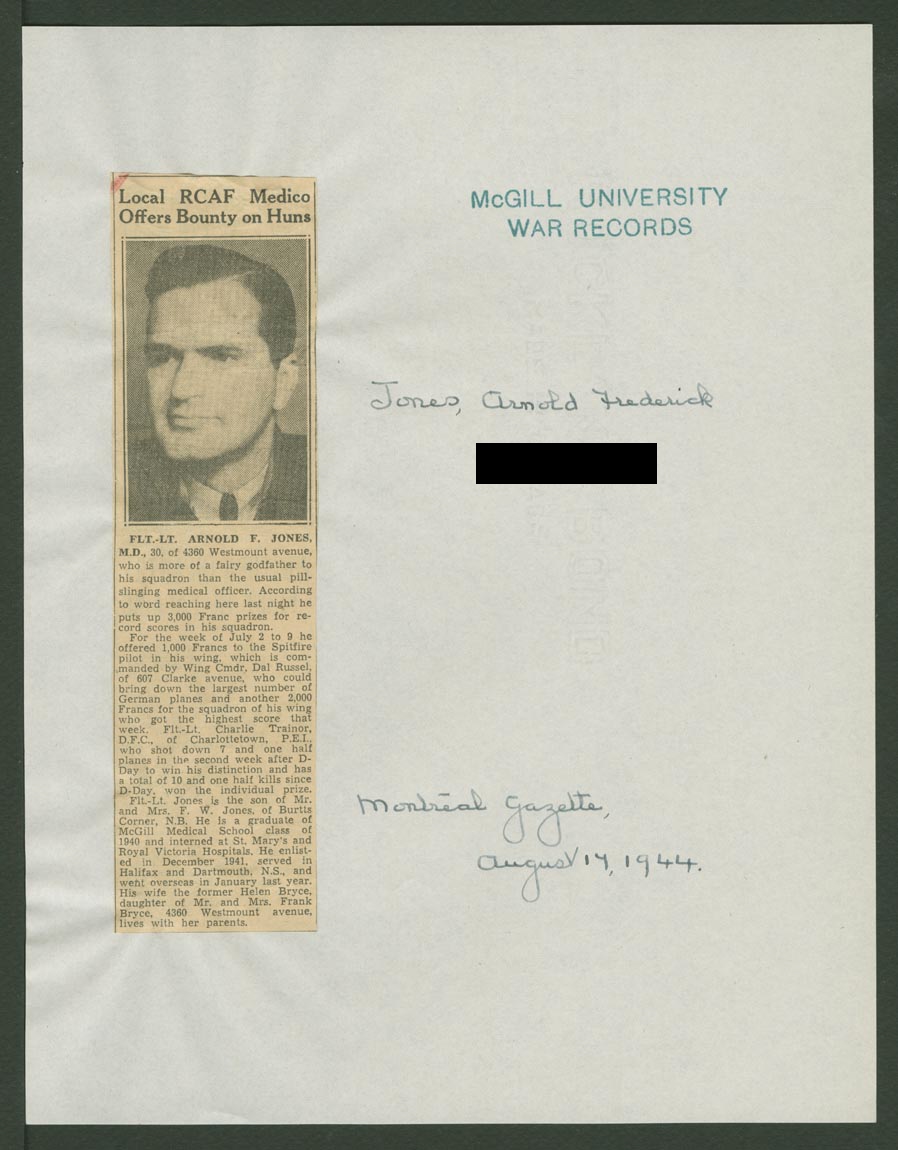 Local RCAF Medico
Offers Bounty on Huns
FLT.-LT. ARNOLD F. JONES,
M.D., 30, of 4360 Westmount avenue,
who is more of a fairy godfather to
his squadron than the usual pill-
slinging medical officer. According
to word reaching here last night he
puts up 3,000 Franc prizes for re-
cord scores in his squadron.
For the week of July 2 to 9 he
offered 1,000 Francs to the Spitfire
pilot in his wing, which is com-
manded by Wing Cmdr, Dal Russel,
of 607 Clarke avenue, who could
bring down the largest number of
German planes and another 2,000
Francs for the squadron of his wing
who got the highest score that
week. Flt.-Lt. Charlie Trainor,
D.F.C., of Charlottetown, P.E.I.,
who shot down 7 and one half
planes in the second week after D-
Day to win his distinction and has
a total of 10 and one half kills since
D-Day, won the individual prize.
Flt.-Lt. Jones is the son of Mr.
and Mrs. F. W. Jones, of Burtts
Corner, N.B. He is a graduate of
McGill Medical School class of
1940 and interned at St. Mary's and
Royal Victoria Hospitals. He enlist-
ed in December 1941, served in
Halifax and Dartmouth, N.S., and
went overseas in January last year.
His wife the former Helen Bryce,
daughter of Mr. and Mrs. Frank
Bryce, 4360 Westmount avenue,
lives with her parents.
McGILL UNIVERSITY
WAR RECORDS
Jones, Arnold Frederick
Montreal Gazette,
August 17, 1944.